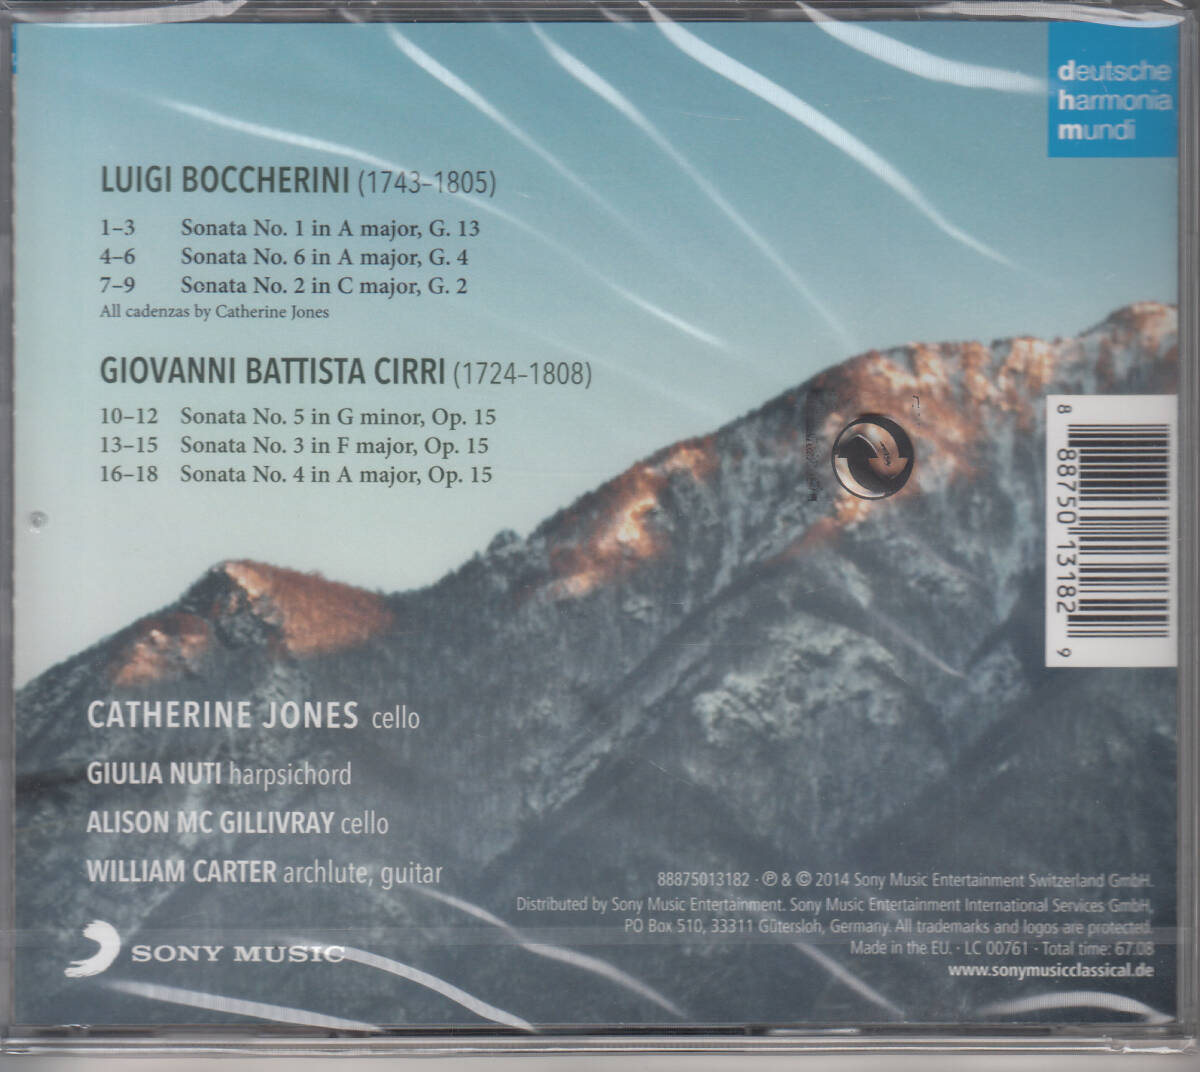 deutsche
harmonia
mundi
LUIGI BOCCHERINI (1743–1805)
1–3 Sonata No. 1 in A major, G. 13
4–6 Sonata No. 6 in A major, G. 4
7–9 Sonata No. 2 in C major, G. 2
All cadenzas by Catherine Jones
GIOVANNI BATTISTA CIRRI (1724–1808)
10–12 Sonata No. 5 in G minor, Op. 15
13–15 Sonata No. 3 in F major, Op. 15
16–18 Sonata No. 4 in A major, Op. 15
8 88750 13182 9
CATHERINE JONES cello
GIULIA NUTI harpsichord
ALISON MC GILLIVRAY cello
WILLIAM CARTER archlute, guitar
SONY MUSIC
88875013182 · ℗ & © 2014 Sony Music Entertainment Switzerland GmbH.
Distributed by Sony Music Entertainment. Sony Music Entertainment International Services GmbH,
PO Box 510, 33311 Gütersloh, Germany. All trademarks and logos are protected.
Made in the EU. · LC 00761 · Total time: 67.08
www.sonymusicclassical.de